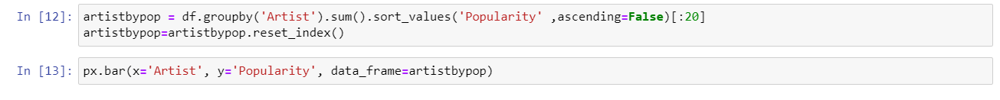 In [12]: artistbypop = df.groupby('Artist').sum().sort_values('Popularity' ,ascending=False)[:20]
artistbypop=artistbypop.reset_index()
In [13]: px.bar(x='Artist', y='Popularity', data_frame=artistbypop)